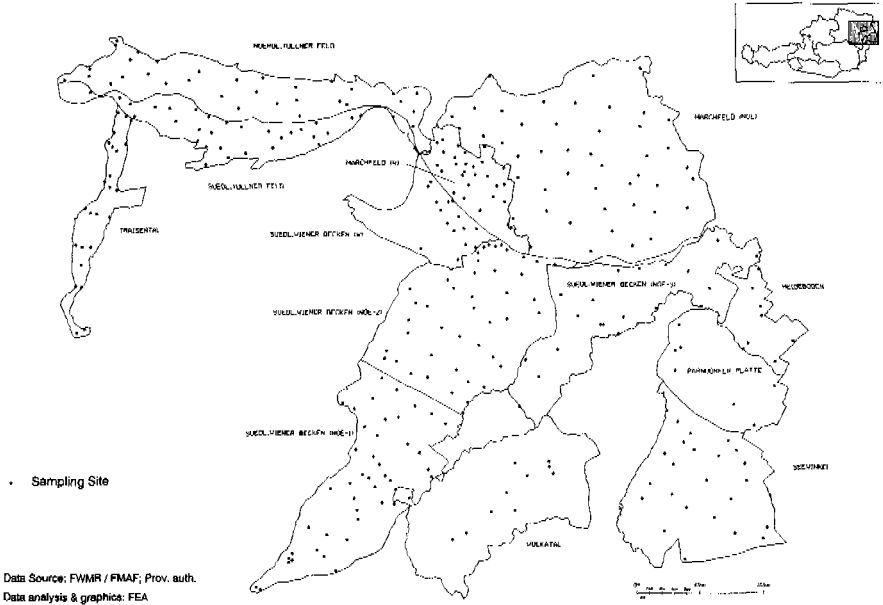 NOERDL.TULLNER FELD
MARCHFELD (NOE)
MARCHFELD (W)
SUEDL.TULLNER FELD
TRAISENTAL
SUEDL.WIENER BECKEN (W)
SUEDL.WIENER BECKEN (NOE-3)
HEIDEBODEN
SUEDL.WIENER BECKEN (NOE-2)
PARNDORFER PLATTE
SUEDL.WIENER BECKEN (NOE-1)
SEEWINKEL
Sampling Site
WULKATAL
Data Source: FWMR / FMAF; Prov. auth.
Data analysis & graphics: FEA